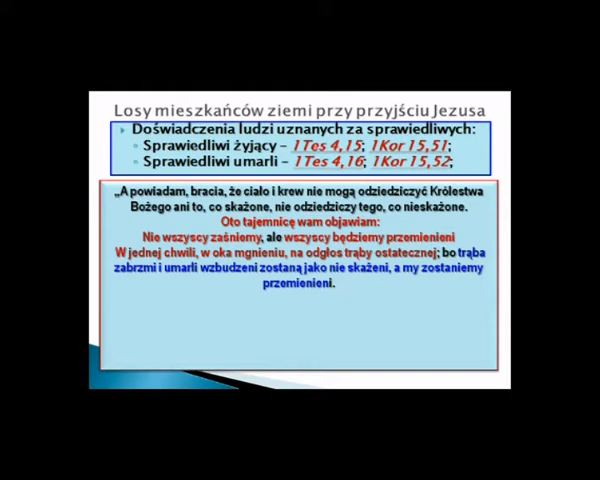 Losy mieszkańców ziemi przy przyjściu Jezusa
Doświadczenia ludzi uznanych za sprawiedliwych:
Sprawiedliwi żyjący – 1Tes 4,15; 1Kor 15,51;
Sprawiedliwi umarli – 1Tes 4,16; 1Kor 15,52;
„A powiadam, bracia, że ciało i krew nie mogą odziedziczyć Królestwa
Bożego ani to, co skażone, nie odziedziczy tego, co nieskażone.
Oto tajemnicę wam objawiam:
Nie wszyscy zaśniemy, ale wszyscy będziemy przemienieni
W jednej chwili, w oka mgnieniu, na odgłos trąby ostatecznej; bo trąba
zabrzmi i umarli wzbudzeni zostaną jako nie skażeni, a my zostaniemy
przemienieni.